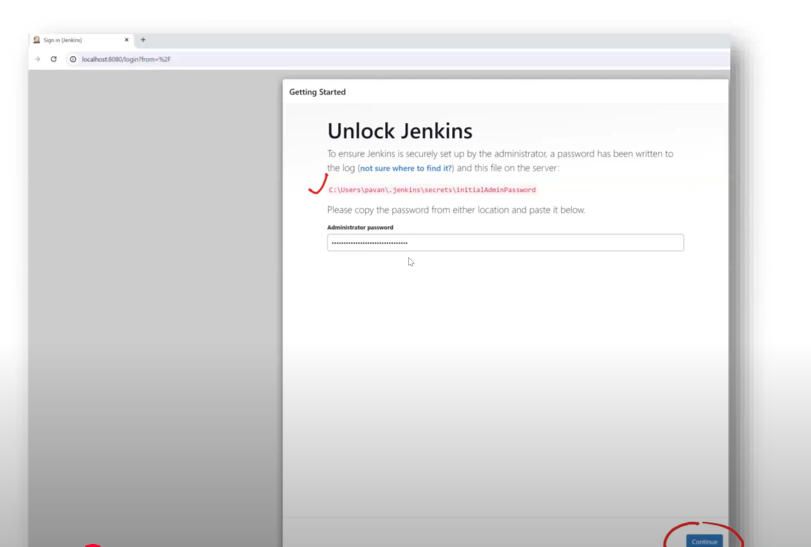 Sign in [Jenkins]
localhost:8080/login?from=%2F
Getting Started
Unlock Jenkins
To ensure Jenkins is securely set up by the administrator, a password has been written to
the log (not sure where to find it?) and this file on the server:
C:\Users\pavan\.jenkins\secrets\initialAdminPassword
Please copy the password from either location and paste it below.
Administrator password
Continue